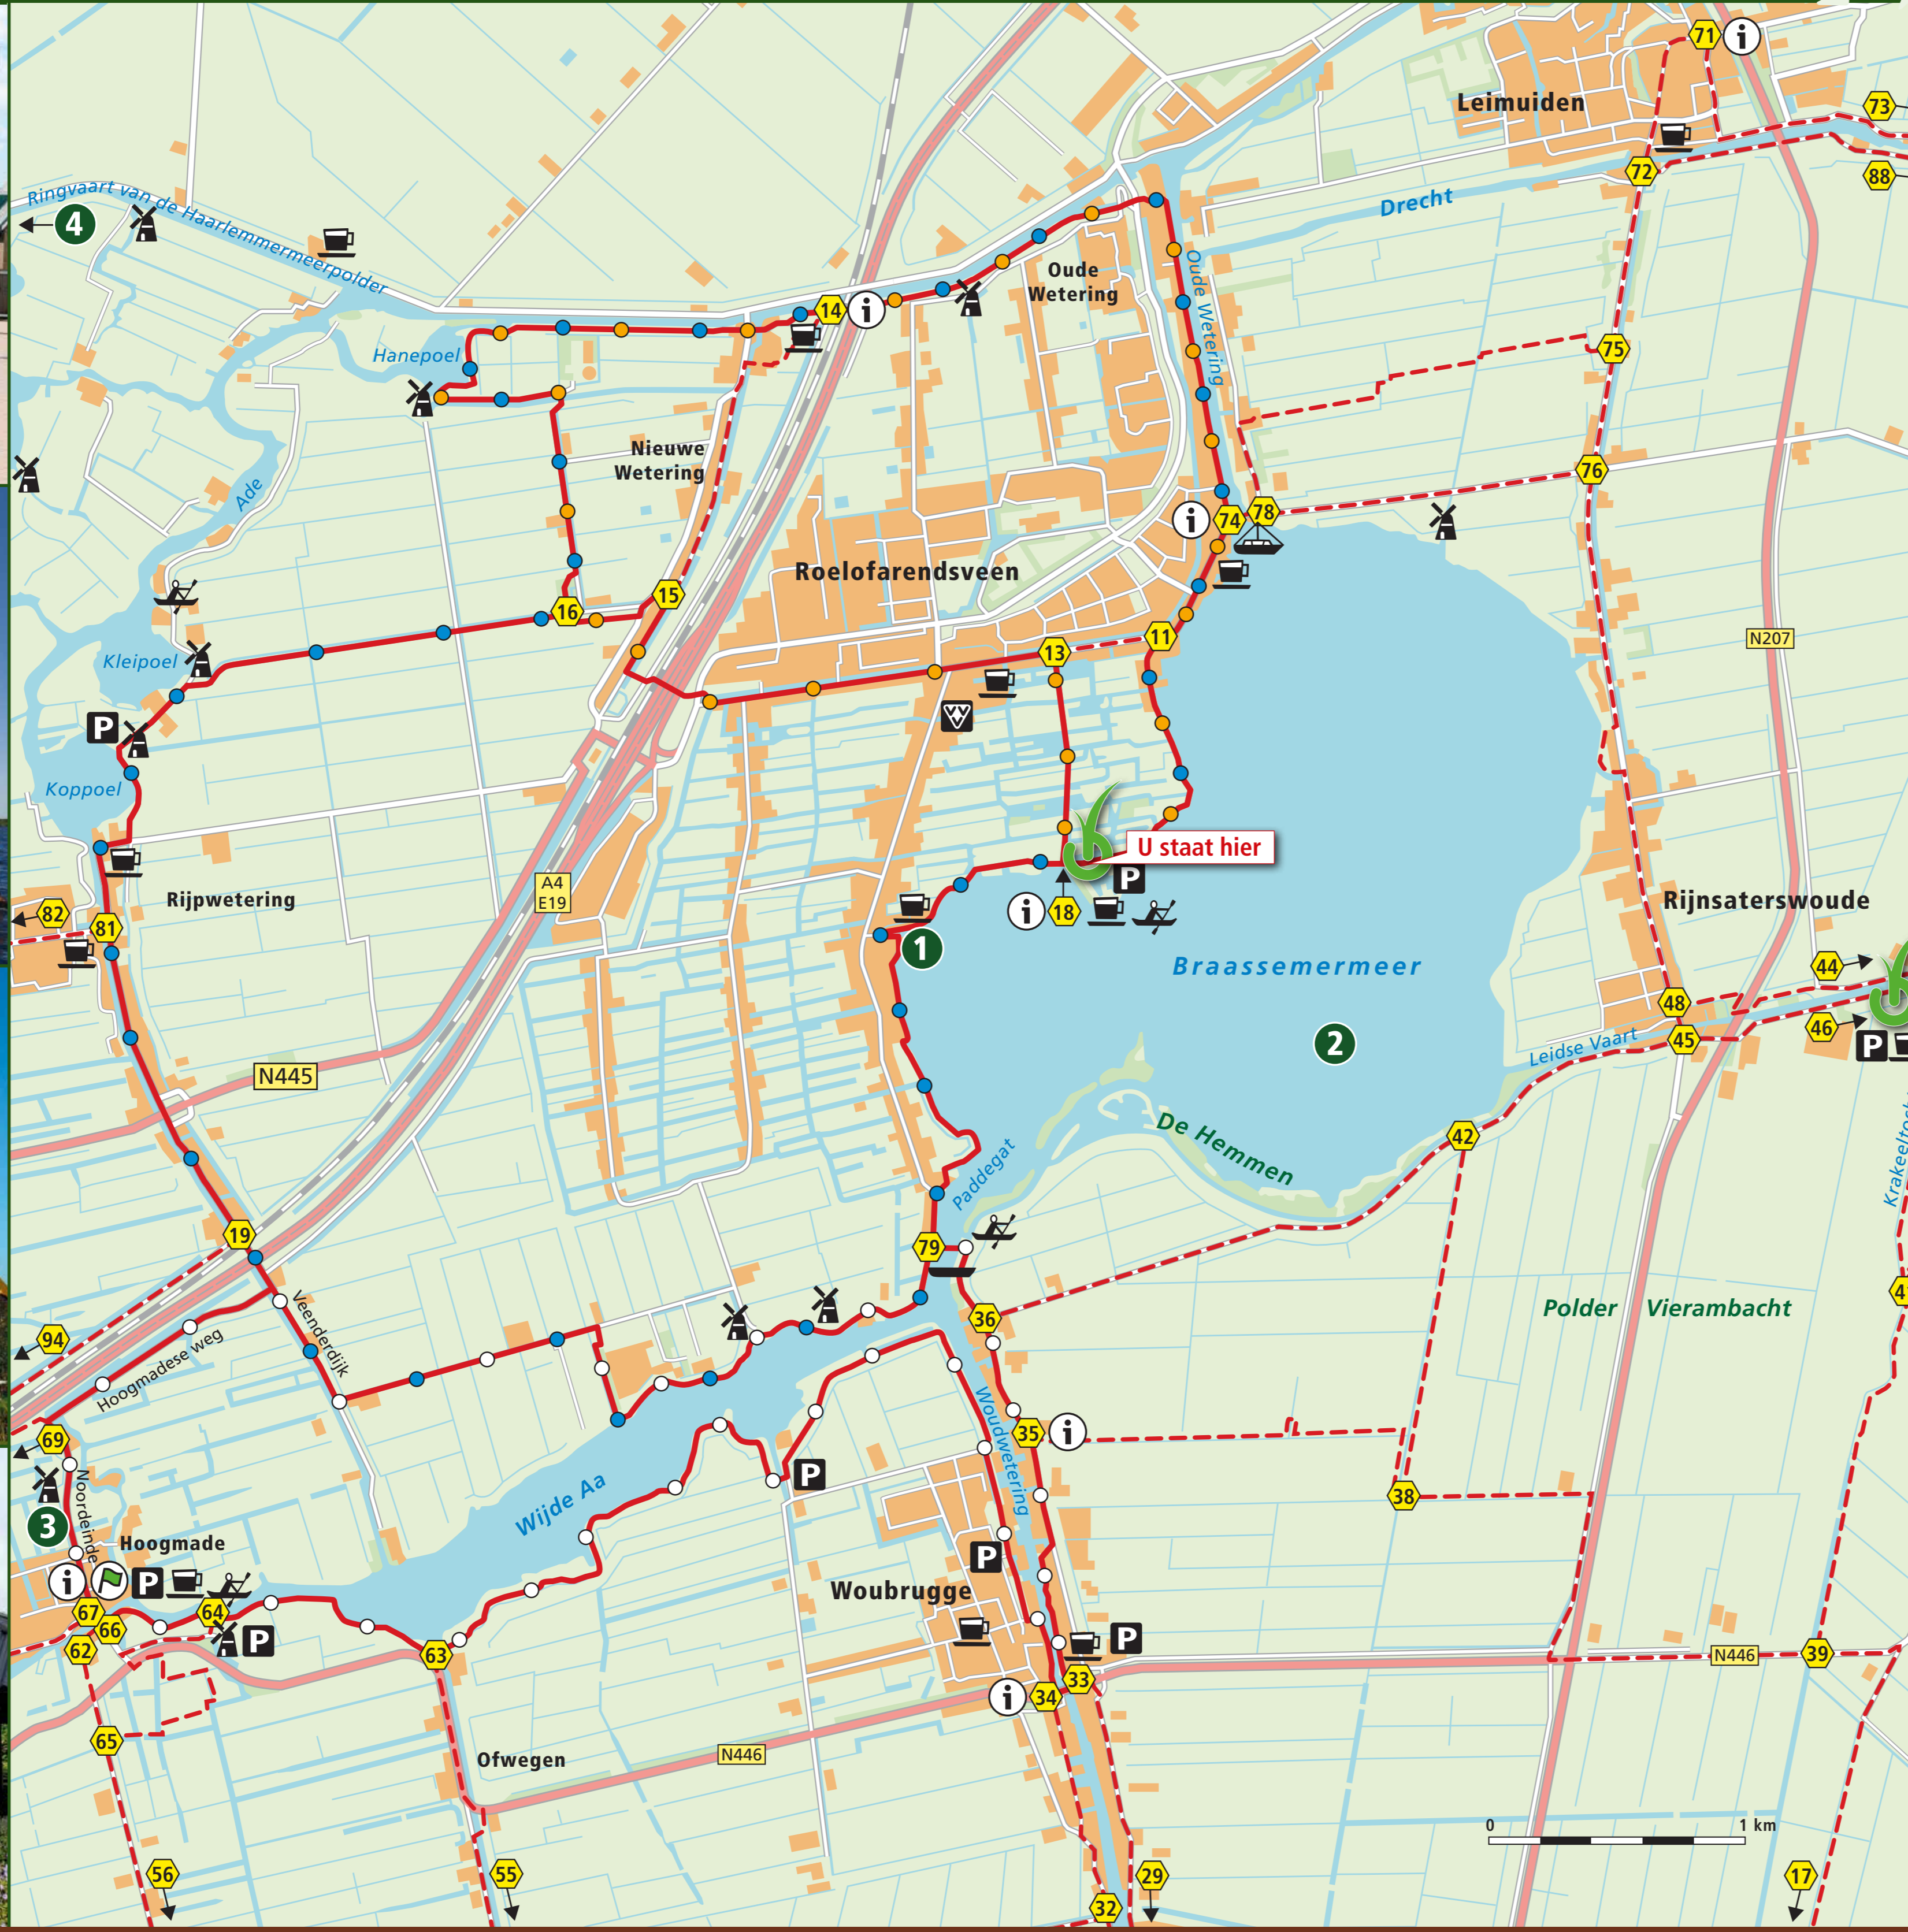 71
Leimuiden
73
72
88
Ringvaart van de Haarlemmermeerpolder
4
Drecht
Oude
Wetering
Oude Wetering
14
Hanepoel
75
Nieuwe
Wetering
76
Ade
74
78
Roelofarendsveen
15
16
11
13
N207
Kleipoel
P
Koppoel
U staat hier
P
A4
E19
Rijpwetering
82
81
18
1
Rijnsaterswoude
Braassemermeer
44
48
46
45
P
2
Leidse Vaart
N445
De Hemmen
42
Paddegat
19
79
36
Polder Vierambacht
94
Veenderdijk
Hoogmadese weg
69
35
Woudwetering
P
38
Noordeinde
Wijde Aa
3
Hoogmade
P
P
Woubrugge
67
64
66
62
P
63
P
33
34
N446
39
65
Ofwegen
N446
0
1 km
56
55
29
17
32